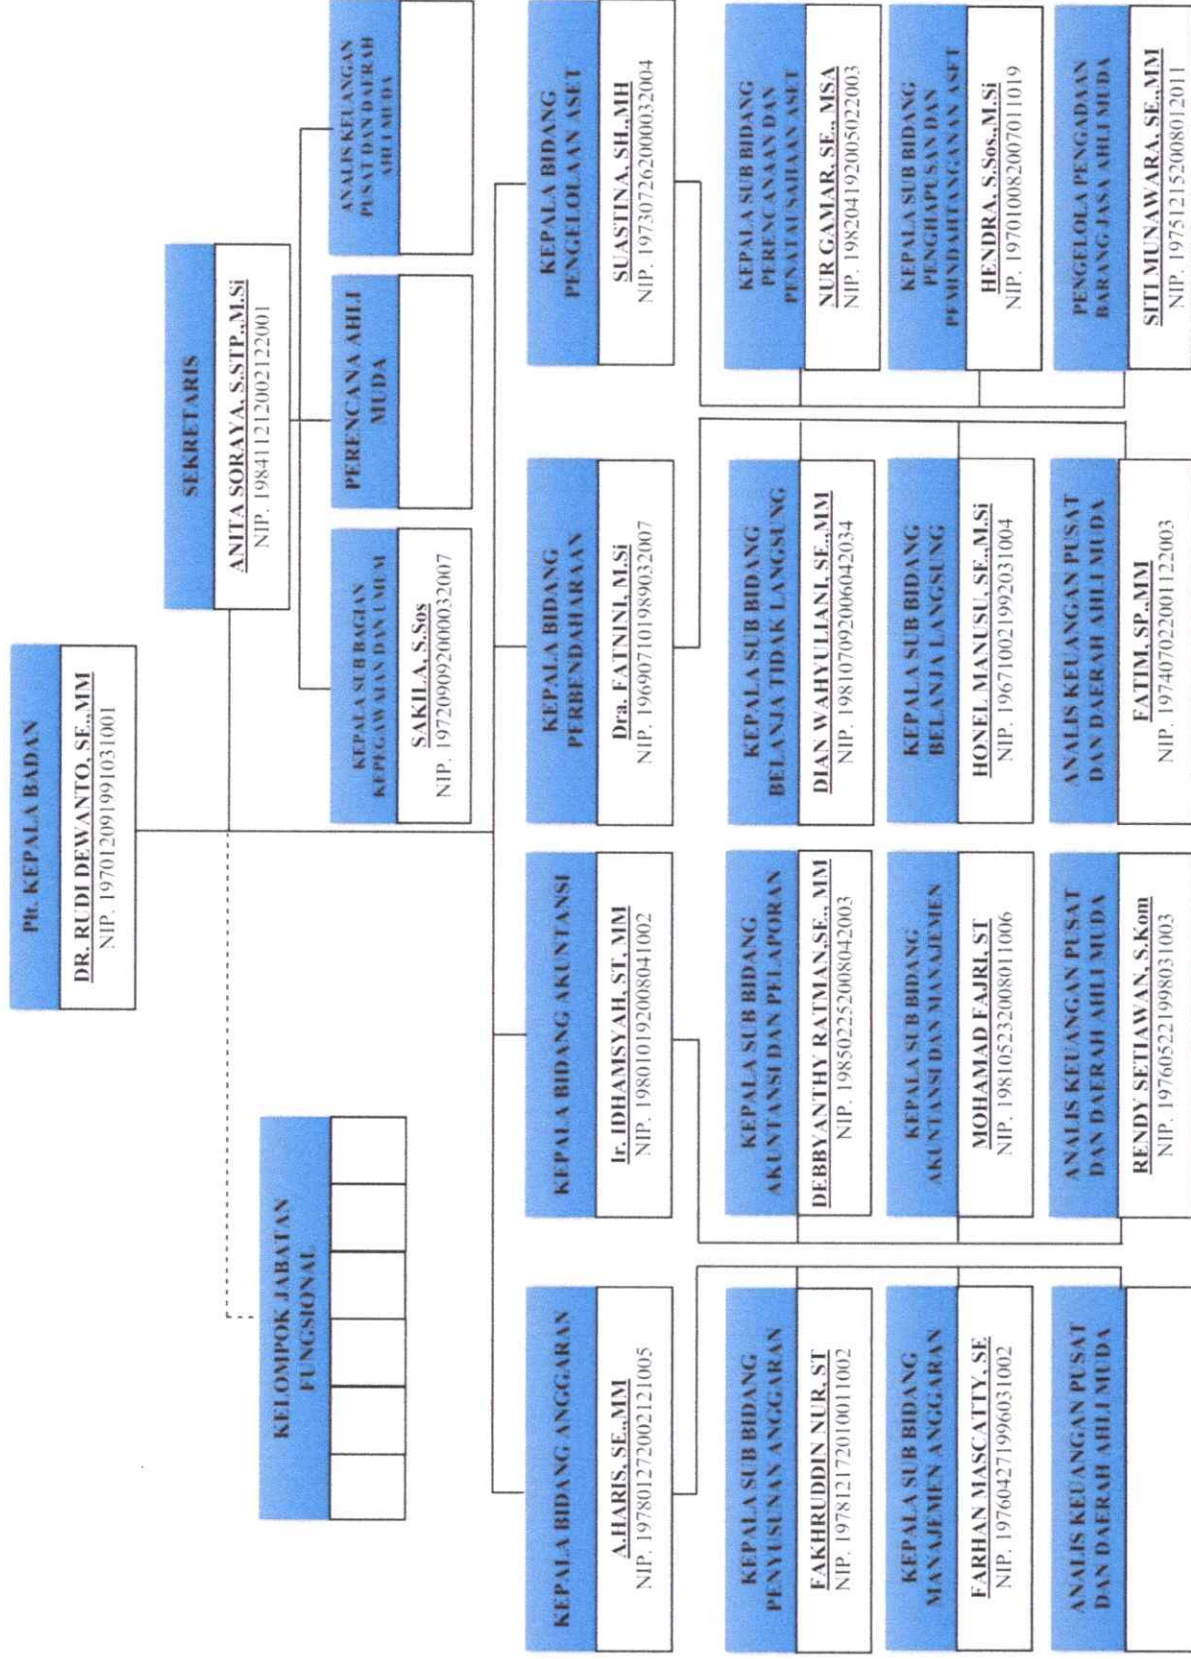 Plt. KEPALA BADAN
DR. RUDI DEWANTO, SE.,MM
NIP. 197012091991031001
SEKRETARIS
ANITA SORAYA, S.STP.,M.Si
NIP. 198411212002122001
KELOMPOK JABATAN
FUNGSIONAL
KEPALA SUB BAGIAN
KEPEGAWAIAN DAN UMUM
SAKILA, S.Sos
NIP. 197209092000032007
PERENCANA AHLI
MUDA
ANALIS KEUANGAN
PUSAT DAN DAERAH
AHLI MUDA
KEPALA BIDANG ANGGARAN
A.HARIS, SE.,MM
NIP. 197801272002121005
KEPALA BIDANG AKUNTANSI
Ir. IDHAMSYAH, ST, MM
NIP. 198010192008041002
KEPALA BIDANG
PERBENDAHARAAN
Dra. FATNINI, M.Si
NIP. 196907101989032007
KEPALA BIDANG
PENGELOLAAN ASET
SUASTINA, SH.,MH
NIP. 197307262000032004
KEPALA SUB BIDANG
PENYUSUNAN ANGGARAN
FAKHRUDDIN NUR, ST
NIP. 197812172010011002
KEPALA SUB BIDANG
AKUNTANSI DAN PELAPORAN
DEBBYANTHY RATMAN,SE., MM
NIP. 198502252008042003
KEPALA SUB BIDANG
BELANJA TIDAK LANGSUNG
DIAN WAHYULIANI, SE.,MM
NIP. 198107092006042034
KEPALA SUB BIDANG
PERENCANAAN DAN
PENATAUSAHAAN ASET
NUR GAMAR, SE., MSA
NIP. 198204192005022003
KEPALA SUB BIDANG
MANAJEMEN ANGGARAN
FARHAN MASCATTY, SE
NIP. 197604271996031002
KEPALA SUB BIDANG
AKUNTANSI DAN MANAJEMEN
MOHAMAD FAJRI, ST
NIP. 198105232008011006
KEPALA SUB BIDANG
BELANJA LANGSUNG
HONEL MANUSU, SE.,M.Si
NIP. 196710021992031004
KEPALA SUB BIDANG
PENGHAPUSAN DAN
PEMINDAHTANGANAN ASET
HENDRA, S.Sos.,M.Si
NIP. 197010082007011019
ANALIS KEUANGAN PUSAT
DAN DAERAH AHLI MUDA
ANALIS KEUANGAN PUSAT
DAN DAERAH AHLI MUDA
RENDY SETIAWAN, S.Kom
NIP. 197605221998031003
ANALIS KEUANGAN PUSAT
DAN DAERAH AHLI MUDA
FATIM, SP.,MM
NIP. 197407022001122003
PENGELOLA PENGADAAN
BARANG JASA AHLI MUDA
SITI MUNAWARA, SE.,MM
NIP. 197512152008012011